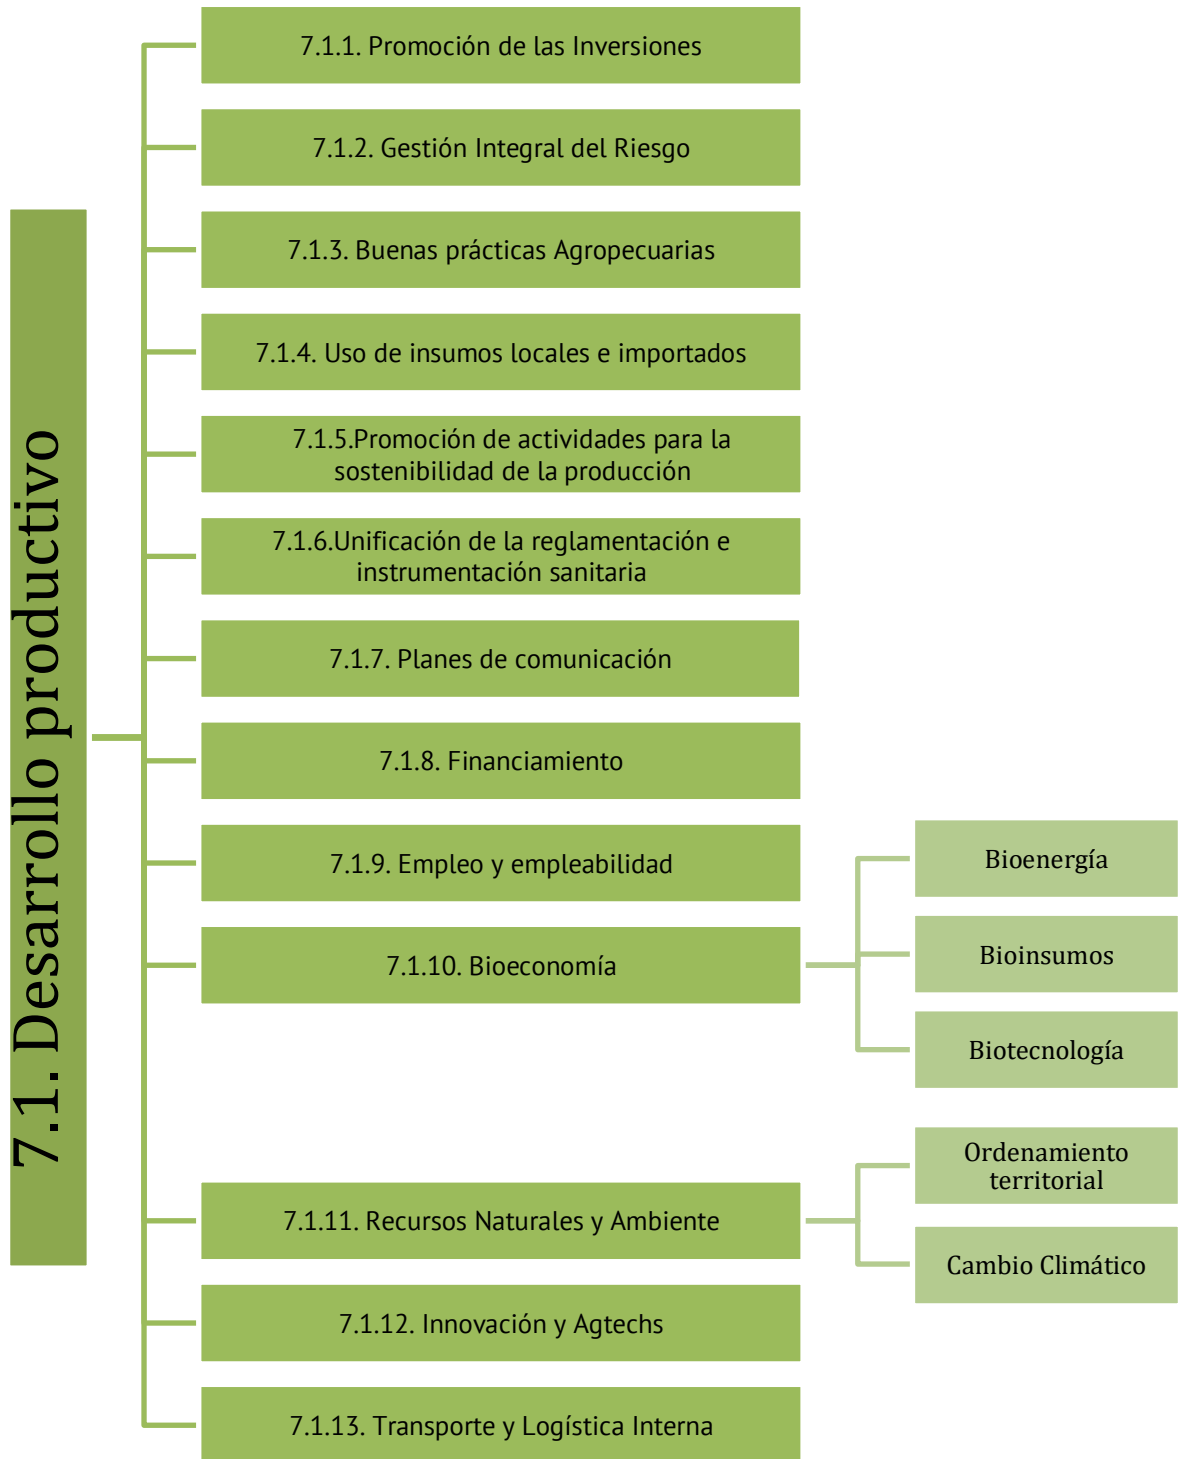 7.1. Desarrollo productivo
7.1.1. Promoción de las Inversiones
7.1.2. Gestión Integral del Riesgo
7.1.3. Buenas prácticas Agropecuarias
7.1.4. Uso de insumos locales e importados
7.1.5.Promoción de actividades para la
sostenibilidad de la producción
7.1.6.Unificación de la reglamentación e
instrumentación sanitaria
7.1.7. Planes de comunicación
7.1.8. Financiamiento
7.1.9. Empleo y empleabilidad
7.1.10. Bioeconomía
Bioenergía
Bioinsumos
Biotecnología
7.1.11. Recursos Naturales y Ambiente
Ordenamiento
territorial
Cambio Climático
7.1.12. Innovación y Agtechs
7.1.13. Transporte y Logística Interna